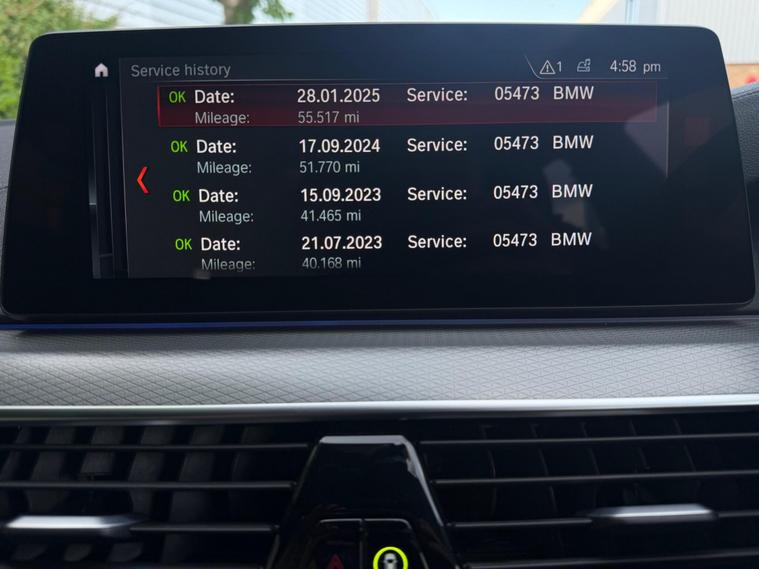 Service history 1 4:58 pm
OK Date: 28.01.2025 Service: 05473 BMW
Mileage: 55.517 mi
OK Date: 17.09.2024 Service: 05473 BMW
Mileage: 51.770 mi
OK Date: 15.09.2023 Service: 05473 BMW
Mileage: 41.465 mi
OK Date: 21.07.2023 Service: 05473 BMW
Mileage: 40.168 mi